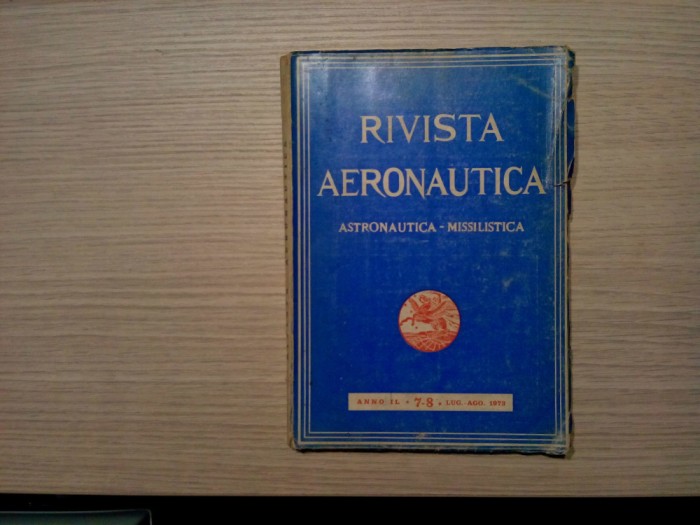 RIVISTA
AERONAUTICA
ASTRONAUTICA - MISSILISTICA
ANNO IL • 7-8 • LUG. - AGO. 1973